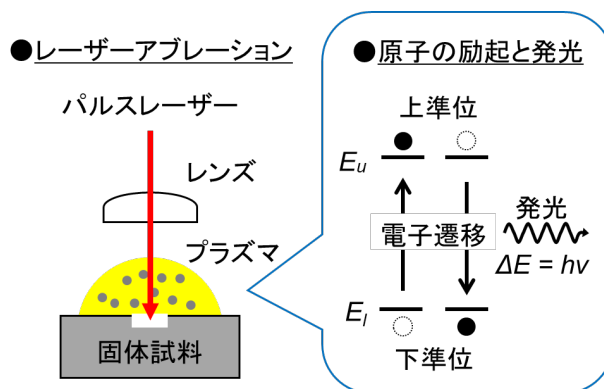 ●レーザーアブレーション
パルスレーザー
レンズ
プラズマ
固体試料
●原子の励起と発光
上準位
Eu
電子遷移
発光
ΔE = hν
El
下準位